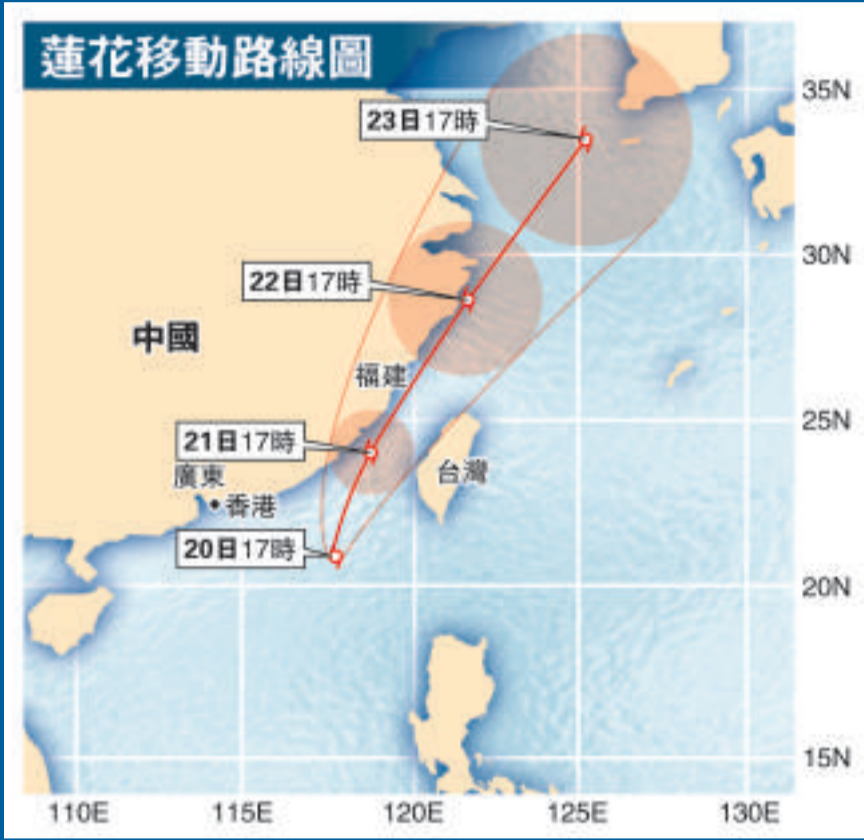 蓮花移動路線圖
35N
23日17時
30N
22日17時
中國
福建
25N
21日17時
廣東
台灣
香港
20日17時
20N
15N
110E
115E
120E
125E
130E